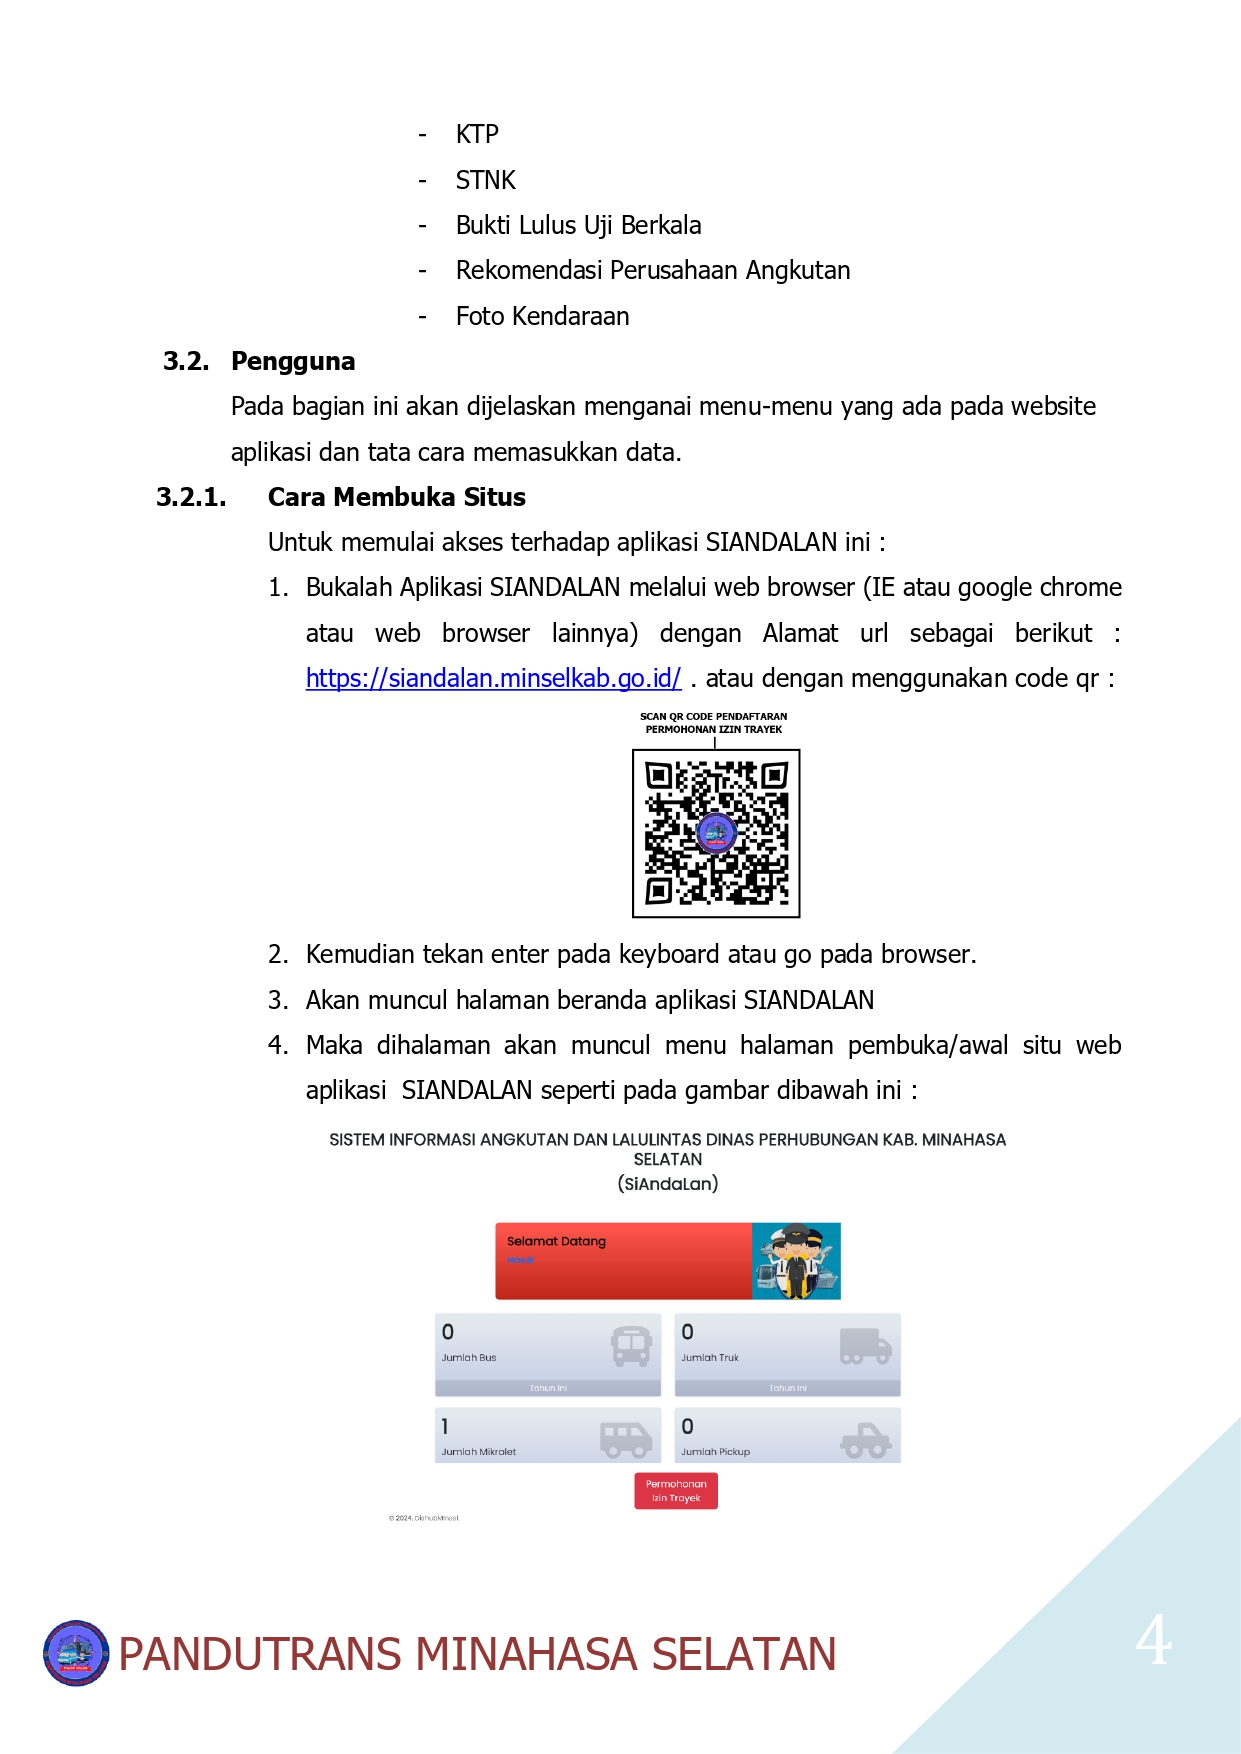 - KTP
- STNK
- Bukti Lulus Uji Berkala
- Rekomendasi Perusahaan Angkutan
- Foto Kendaraan
3.2. Pengguna
Pada bagian ini akan dijelaskan menganai menu-menu yang ada pada website
aplikasi dan tata cara memasukkan data.
3.2.1. Cara Membuka Situs
Untuk memulai akses terhadap aplikasi SIANDALAN ini :
1. Bukalah Aplikasi SIANDALAN melalui web browser (IE atau google chrome
atau web browser lainnya) dengan Alamat url sebagai berikut :
https://siandalan.minselkab.go.id/ . atau dengan menggunakan code qr :
SCAN QR CODE PENDAFTARAN
PERMOHONAN IZIN TRAYEK
2. Kemudian tekan enter pada keyboard atau go pada browser.
3. Akan muncul halaman beranda aplikasi SIANDALAN
4. Maka dihalaman akan muncul menu halaman pembuka/awal situ web
aplikasi SIANDALAN seperti pada gambar dibawah ini :
SISTEM INFORMASI ANGKUTAN DAN LALULINTAS DINAS PERHUBUNGAN KAB. MINAHASA
SELATAN
(SiAndaLan)
Selamat Datang
Masuk
0
Jumlah Bus
Tahun ini
0
Jumlah Truk
Tahun ini
1
Jumlah Mikrolet
0
Jumlah Pickup
Permohonan
Izin Trayek
© 2024, DishubMinsel.
PANDUTRANS MINAHASA SELATAN
4